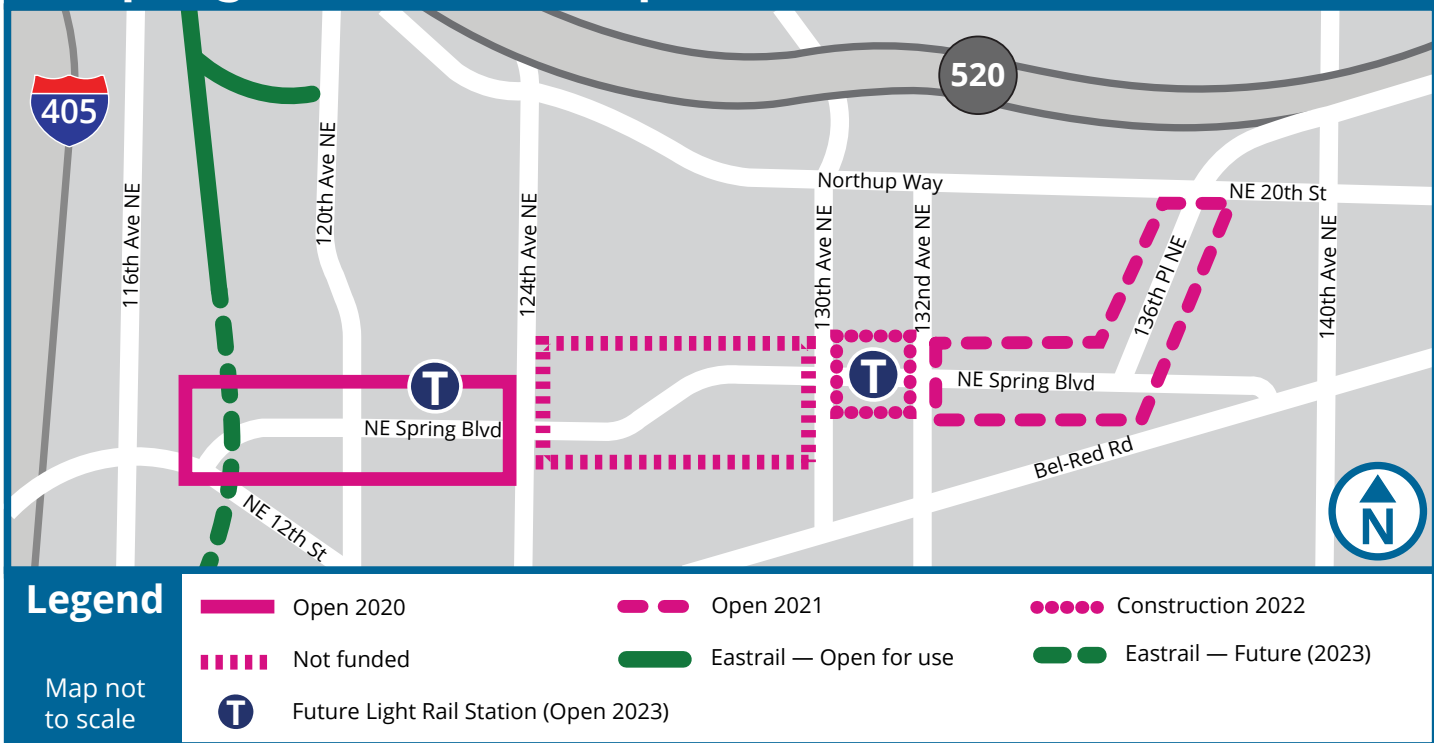 405
520
116th Ave NE
120th Ave NE
124th Ave NE
Northup Way
130th Ave NE
132nd Ave NE
NE 20th St
136th Pl NE
140th Ave NE
T
T
NE Spring Blvd
NE Spring Blvd
NE 12th St
Bel-Red Rd
N
Legend
Map not
to scale
Open 2020
Open 2021
Construction 2022
Not funded
Eastrail — Open for use
Eastrail — Future (2023)
T
Future Light Rail Station (Open 2023)